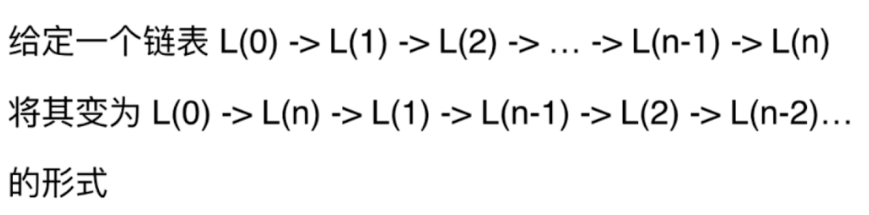 给定一个链表 L(0) -> L(1) -> L(2) -> … -> L(n-1) -> L(n)
将其变为 L(0) -> L(n) -> L(1) -> L(n-1) -> L(2) -> L(n-2)…
的形式